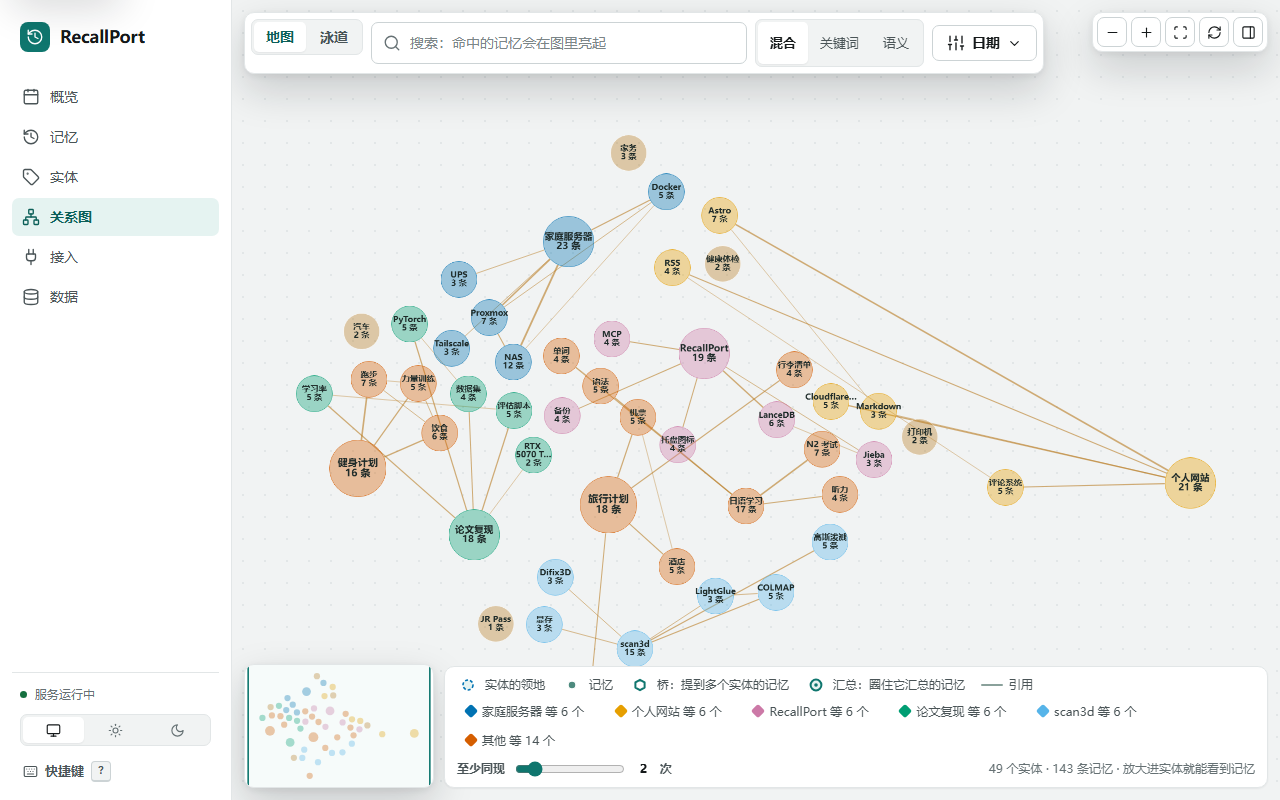 RecallPort
概览
记忆
实体
关系图
接入
数据
服务运行中
快捷键 ?
地图 泳道
搜索：命中的记忆会在图里亮起
混合 关键词 语义
日期
家务
3 条
Docker
5 条
Astro
7 条
家庭服务器
23 条
RSS
4 条
健康体检
2 条
UPS
3 条
Proxmox
7 条
PyTorch
5 条
汽车
2 条
Tailscale
3 条
NAS
12 条
单词
4 条
MCP
4 条
RecallPort
19 条
行李清单
4 条
学习率
5 条
跑步
7 条
力量训练
5 条
数据集
4 条
语法
5 条
评估脚本
5 条
备份
4 条
机票
5 条
LanceDB
6 条
Cloudflare...
5 条
Markdown
3 条
打印机
2 条
饮食
6 条
托盘图标
4 条
N2 考试
7 条
Jieba
3 条
RTX
5070 T...
2 条
健身计划
16 条
个人网站
21 条
评论系统
5 条
听力
4 条
旅行计划
18 条
日语学习
17 条
论文复现
18 条
高斯泼溅
5 条
酒店
5 条
Difix3D
3 条
LightGlue
3 条
COLMAP
5 条
JR Pass
1 条
显存
3 条
scan3d
15 条
实体的领地 记忆 桥：提到多个实体的记忆 汇总：圈住它汇总的记忆 引用
家庭服务器 等 6 个 个人网站 等 6 个 RecallPort 等 6 个 论文复现 等 6 个 scan3d 等 6 个
其他 等 14 个
至少同现 2 次
49 个实体 · 143 条记忆 · 放大进实体就能看到记忆